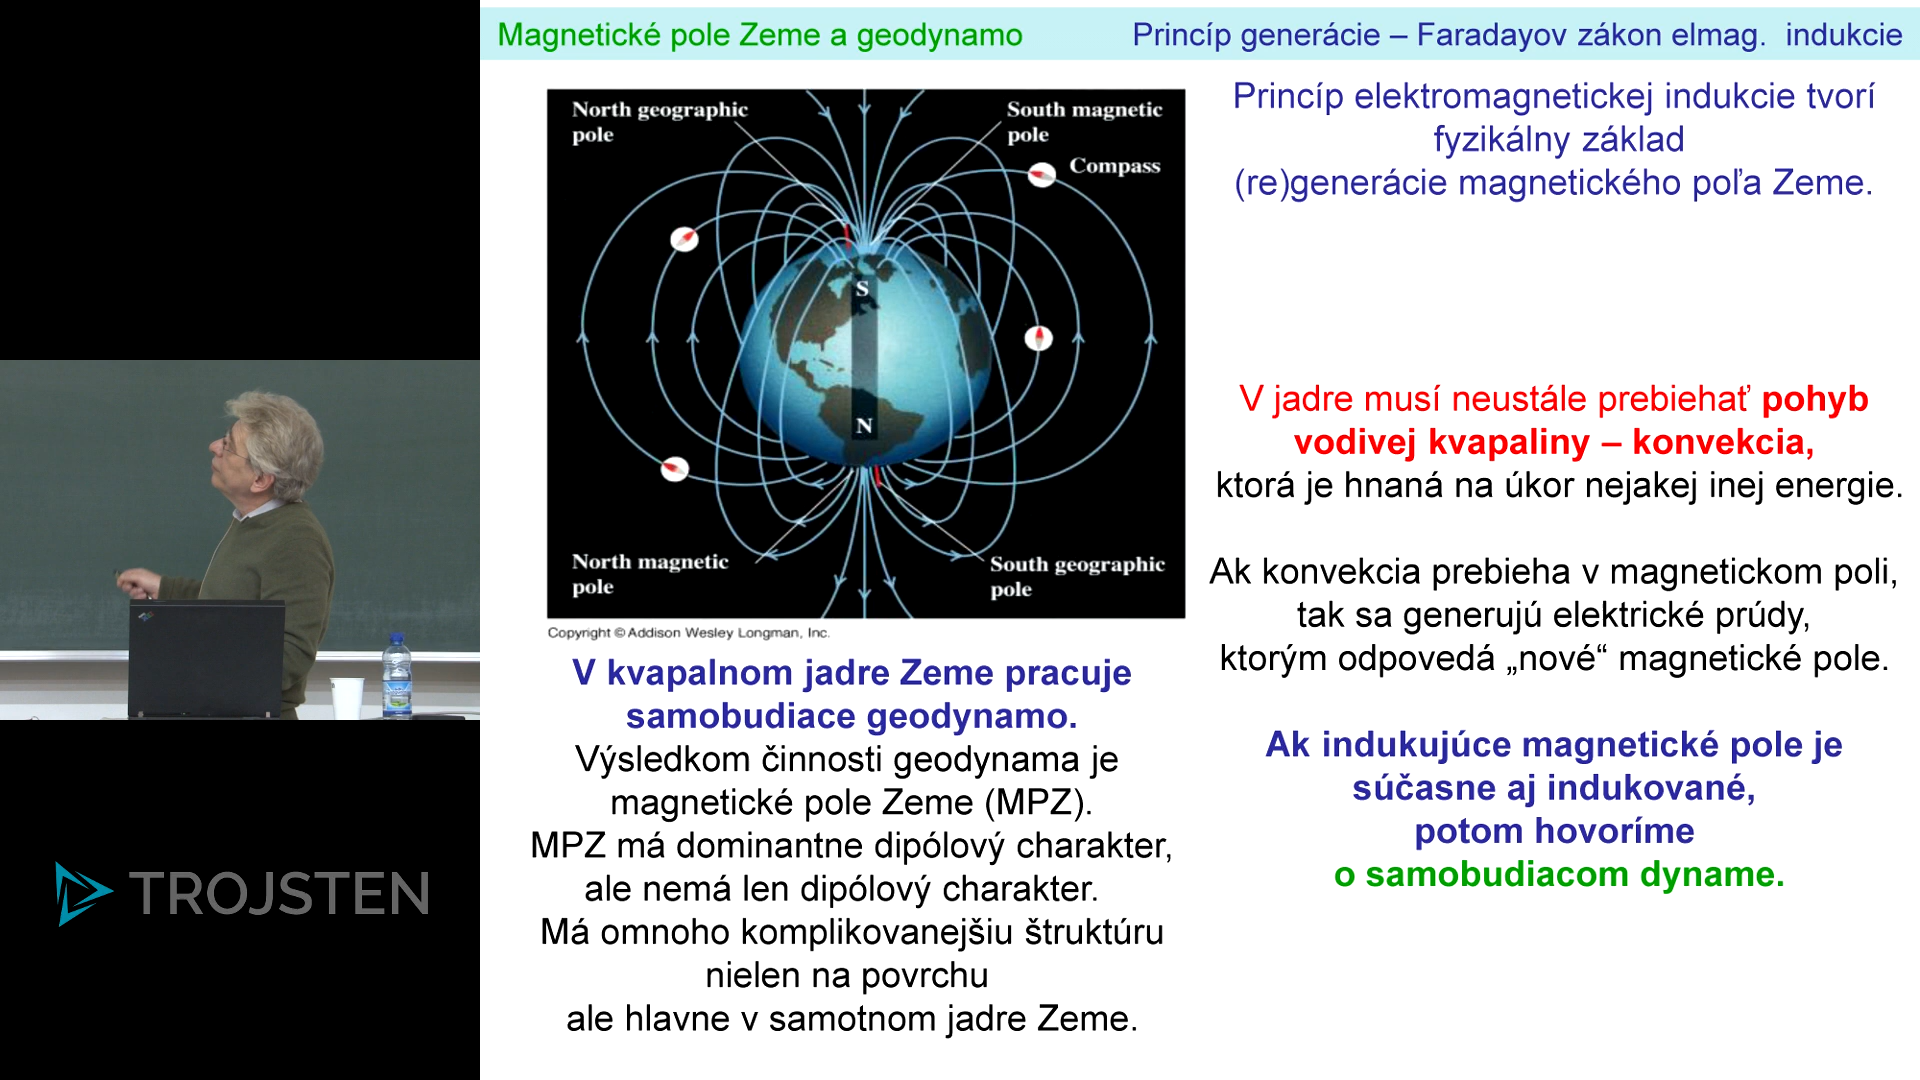 Magnetické pole Zeme a geodynamo
Princíp generácie – Faradayov zákon elmag. indukcie
North geographic
pole
South magnetic
pole
Compass
S
N
North magnetic
pole
South geographic
pole
Copyright © Addison Wesley Longman, Inc.
V kvapalnom jadre Zeme pracuje
samobudiace geodynamo.
Výsledkom činnosti geodynama je
magnetické pole Zeme (MPZ).
MPZ má dominantne dipólový charakter,
ale nemá len dipólový charakter.
Má omnoho komplikovanejšiu štruktúru
nielen na povrchu
ale hlavne v samotnom jadre Zeme.
Princíp elektromagnetickej indukcie tvorí
fyzikálny základ
(re)generácie magnetického poľa Zeme.
V jadre musí neustále prebiehať pohyb
vodivej kvapaliny – konvekcia,
ktorá je hnaná na úkor nejakej inej energie.
Ak konvekcia prebieha v magnetickom poli,
tak sa generujú elektrické prúdy,
ktorým odpovedá „nové“ magnetické pole.
Ak indukujúce magnetické pole je
súčasne aj indukované,
potom hovoríme
o samobudiacom dyname.
TROJSTEN